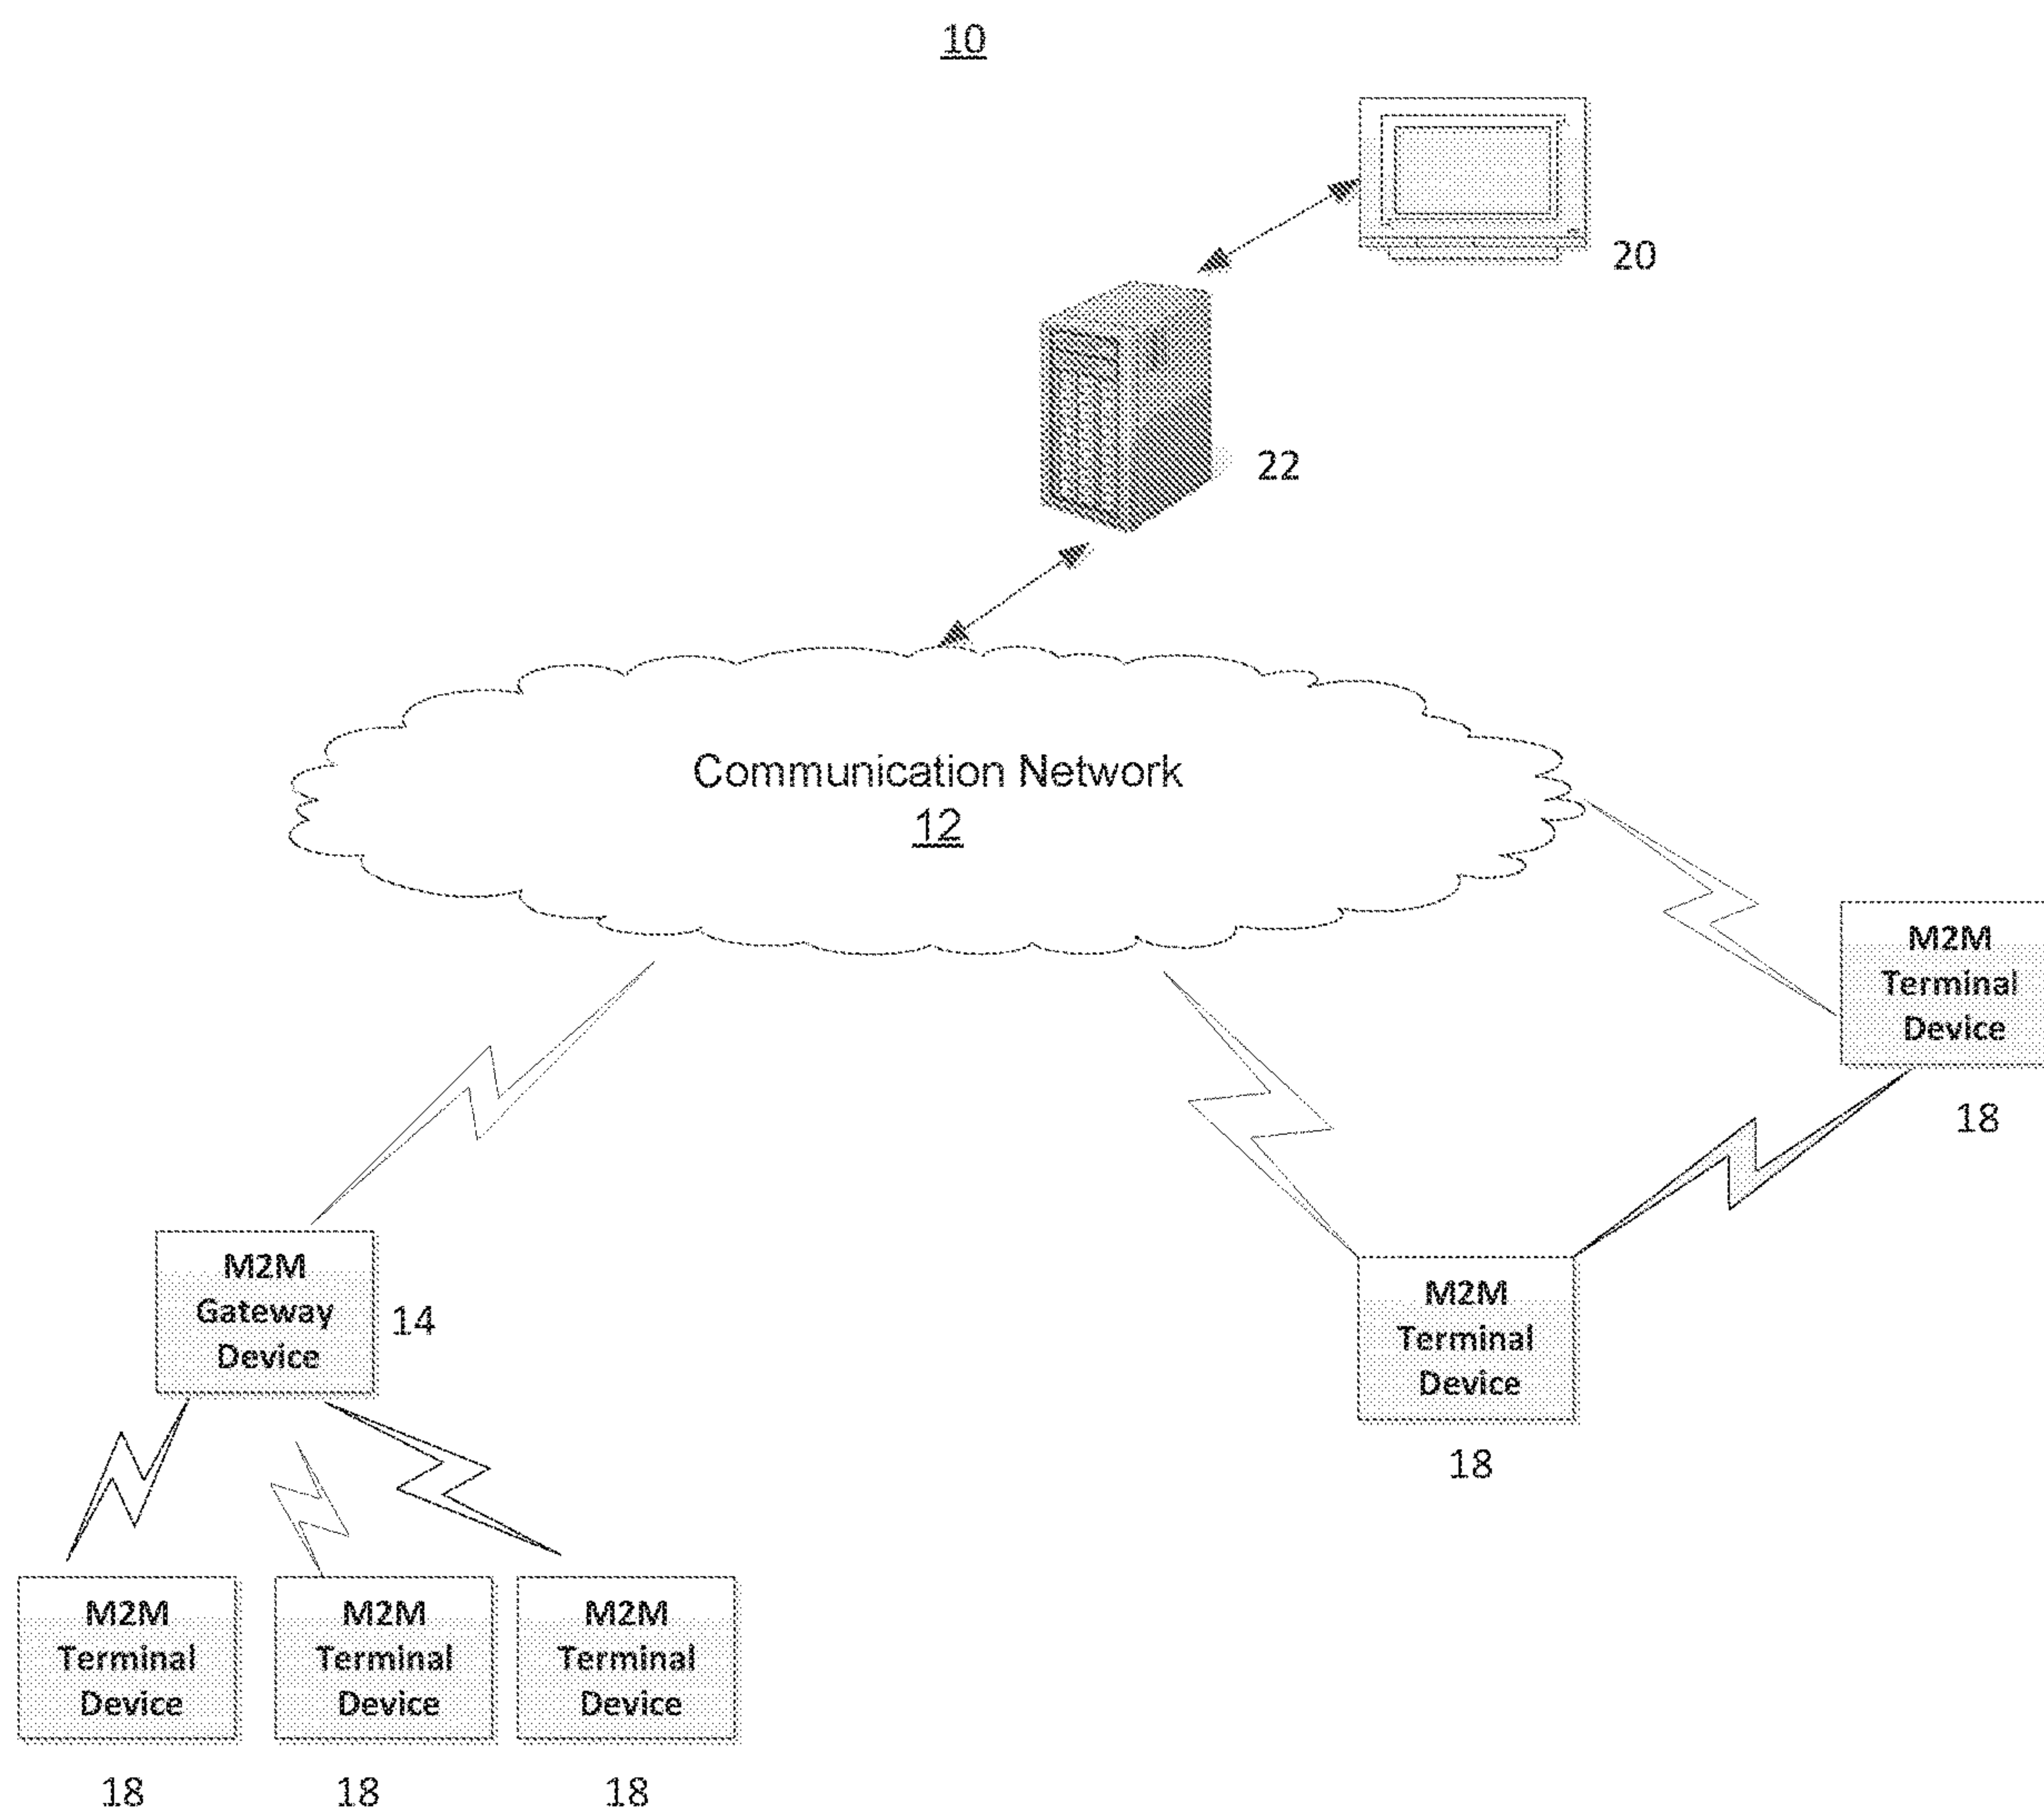 10
20
22
Communication Network
12
M2M
Terminal
Device
18
M2M
Gateway
Device
14
M2M
Terminal
Device
18
M2M
Terminal
Device
18
M2M
Terminal
Device
18
M2M
Terminal
Device
18